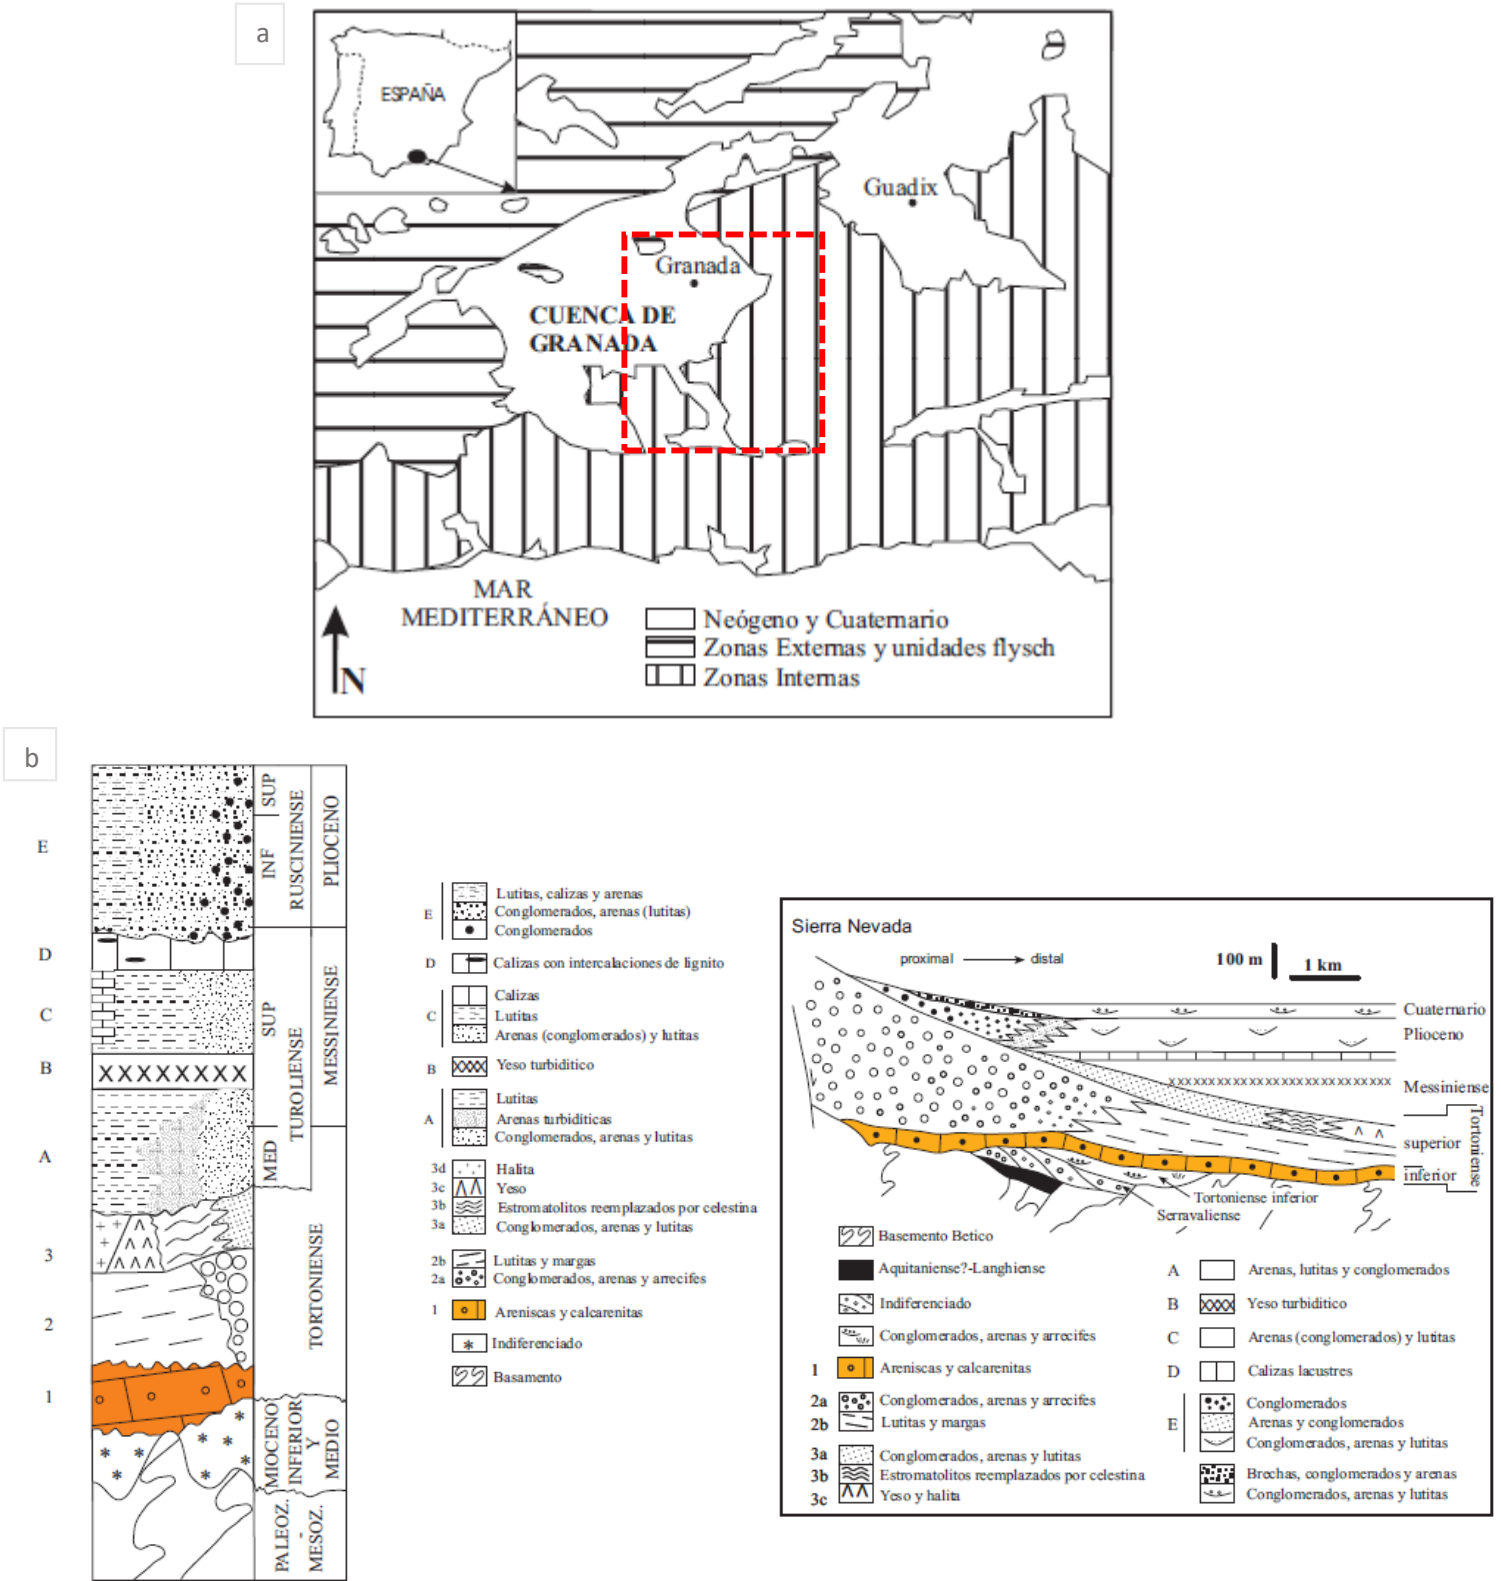 a
ESPAÑA
Guadix
Granada
CUENCA DE
GRANADA
MAR
MEDITERRÁNEO
N
Neógeno y Cuaternario
Zonas Externas y unidades flysch
Zonas Internas
b
E
D
C
B
A
3
2
1
SUP
INF
RUSCINIENSE
PLIOCENO
SUP
MED
TUROLIENSE
MESSINIENSE
TORTONIENSE
MIOCENO
INFERIOR
Y
MEDIO
PALEOZ.
-
MESOZ.
E
Lutitas, calizas y arenas
Conglomerados, arenas (lutitas)
Conglomerados
D Calizas con intercalaciones de lignito
C
Calizas
Lutitas
Arenas (conglomerados) y lutitas
B Yeso turbidítico
A
Lutitas
Arenas turbidíticas
Conglomerados, arenas y lutitas
3d Halita
3c Yeso
3b Estromatolitos reemplazados por celestina
3a Conglomerados, arenas y lutitas
2b Lutitas y margas
2a Conglomerados, arenas y arrecifes
1 Areniscas y calcarenitas
Indiferenciado
Basamento
Sierra Nevada
proximal distal
100 m
1 km
Cuaternario
Plioceno
Messiniense
superior
inferior
Tortoniense
Tortoniense inferior
Serravaliense
Basemento Betico
Aquitaniense?-Langhiense
Indiferenciado
Conglomerados, arenas y arrecifes
1 Areniscas y calcarenitas
2a Conglomerados, arenas y arrecifes
2b Lutitas y margas
3a Conglomerados, arenas y lutitas
3b Estromatolitos reemplazados por celestina
3c Yeso y halita
A Arenas, lutitas y conglomerados
B Yeso turbidítico
C Arenas (conglomerados) y lutitas
D Calizas lacustres
E
Conglomerados
Arenas y conglomerados
Conglomerados, arenas y lutitas
Brechas, conglomerados y arenas
Conglomerados, arenas y lutitas